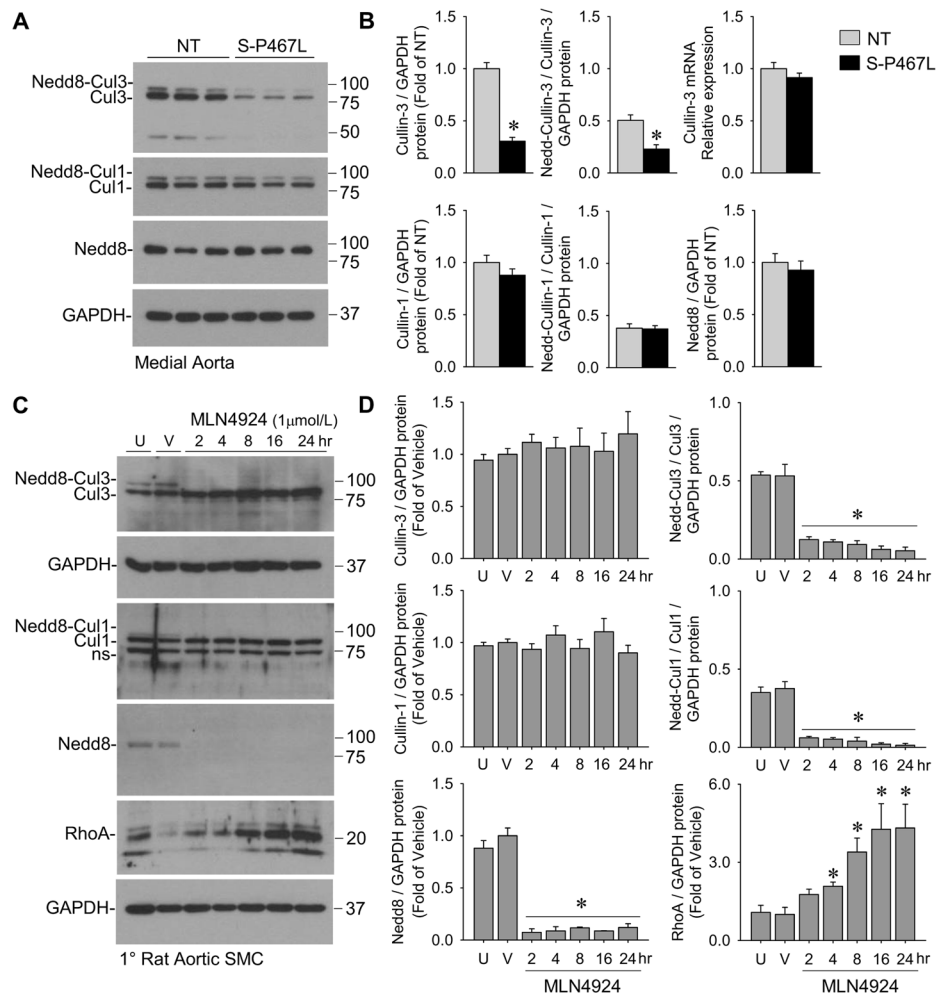 A
NT S-P467L
Nedd8-Cul3
Cul3-
-100
-75
-50
Nedd8-Cul1
Cul1-
-100
-75
Nedd8-
-100
-75
GAPDH-
-37
Medial Aorta
B
Cullin-3 / GAPDH
protein (Fold of NT)
1.5
1.0
0.5
0.0
*
Nedd-Cullin-3 / Cullin-3 /
GAPDH protein
1.5
1.0
0.5
0.0
*
Cullin-3 mRNA
Relative expression
1.5
1.0
0.5
0.0
NT
S-P467L
Cullin-1 / GAPDH
protein (Fold of NT)
1.5
1.0
0.5
0.0
Nedd-Cullin-1 / Cullin-1 /
GAPDH protein
1.5
1.0
0.5
0.0
Nedd8 / GAPDH
protein (Fold of NT)
1.5
1.0
0.5
0.0
C
MLN4924 (1μmol/L)
U V 2 4 8 16 24 hr
Nedd8-Cul3
Cul3-
-100
-75
GAPDH-
-37
Nedd8-Cul1
Cul1
ns-
-100
-75
Nedd8-
-100
-75
RhoA-
-20
GAPDH-
-37
1° Rat Aortic SMC
D
Cullin-3 / GAPDH protein
(Fold of Vehicle)
1.5
1.0
0.5
0.0
U V 2 4 8 16 24 hr
Nedd-Cul3 / Cul3 /
GAPDH protein
1.0
0.5
0.0
*
U V 2 4 8 16 24 hr
Cullin-1 / GAPDH protein
(Fold of Vehicle)
1.5
1.0
0.5
0.0
U V 2 4 8 16 24 hr
Nedd-Cul1 / Cul1 /
GAPDH protein
1.0
0.5
0.0
*
U V 2 4 8 16 24 hr
Nedd8 / GAPDH protein
(Fold of Vehicle)
1.5
1.0
0.5
0.0
*
U V 2 4 8 16 24 hr
MLN4924
RhoA / GAPDH protein
(Fold of Vehicle)
6.0
3.0
0.0
* * * *
U V 2 4 8 16 24 hr
MLN4924